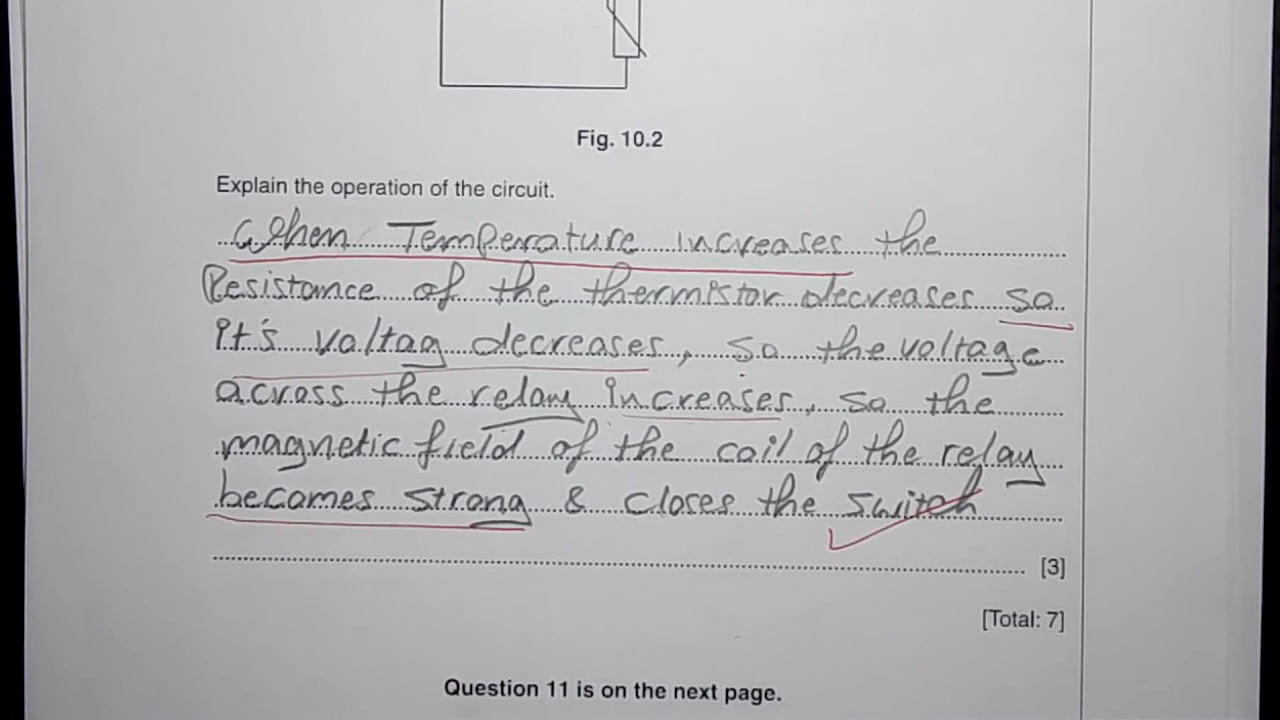 Fig. 10.2
Explain the operation of the circuit.
When Temperature increases the
Resistance of the thermistor decreases so
it's voltag decreases, so the voltage
across the relay increases, so the
magnetic field of the coil of the relay
becomes strong & closes the switch
[3]
[Total: 7]
Question 11 is on the next page.